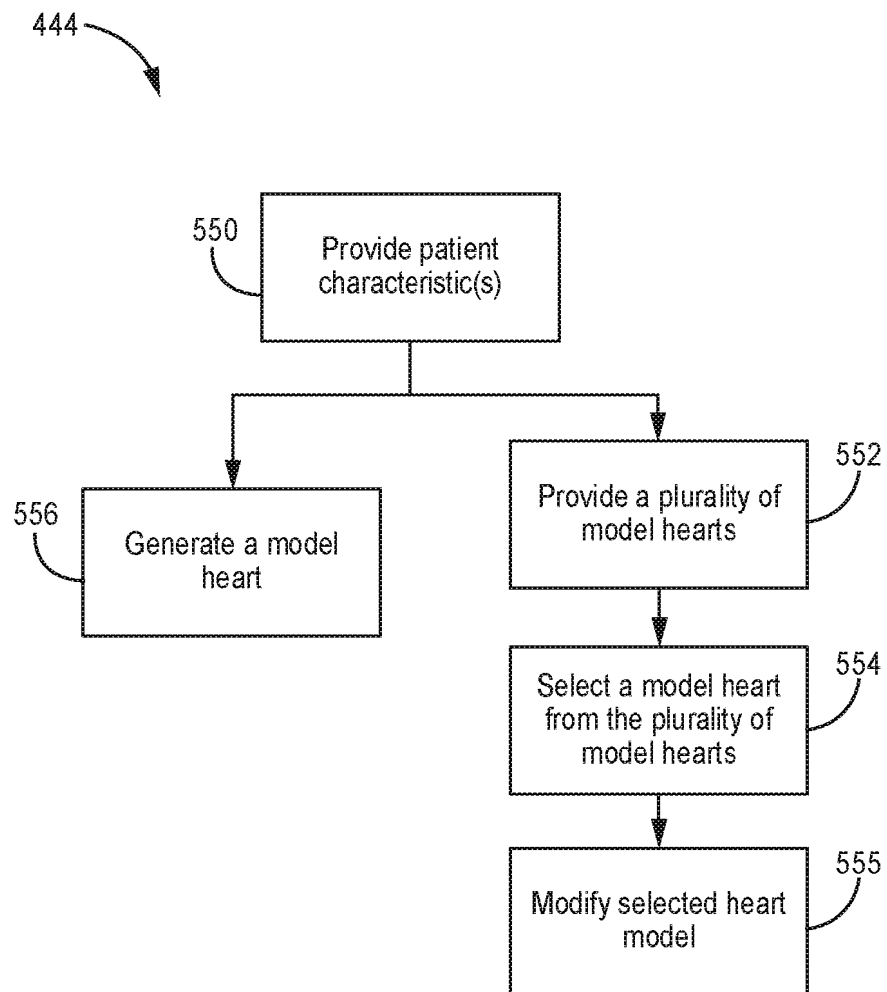 444
550
Provide patient
characteristic(s)
556
Generate a model
heart
552
Provide a plurality of
model hearts
554
Select a model heart
from the plurality of
model hearts
555
Modify selected heart
model